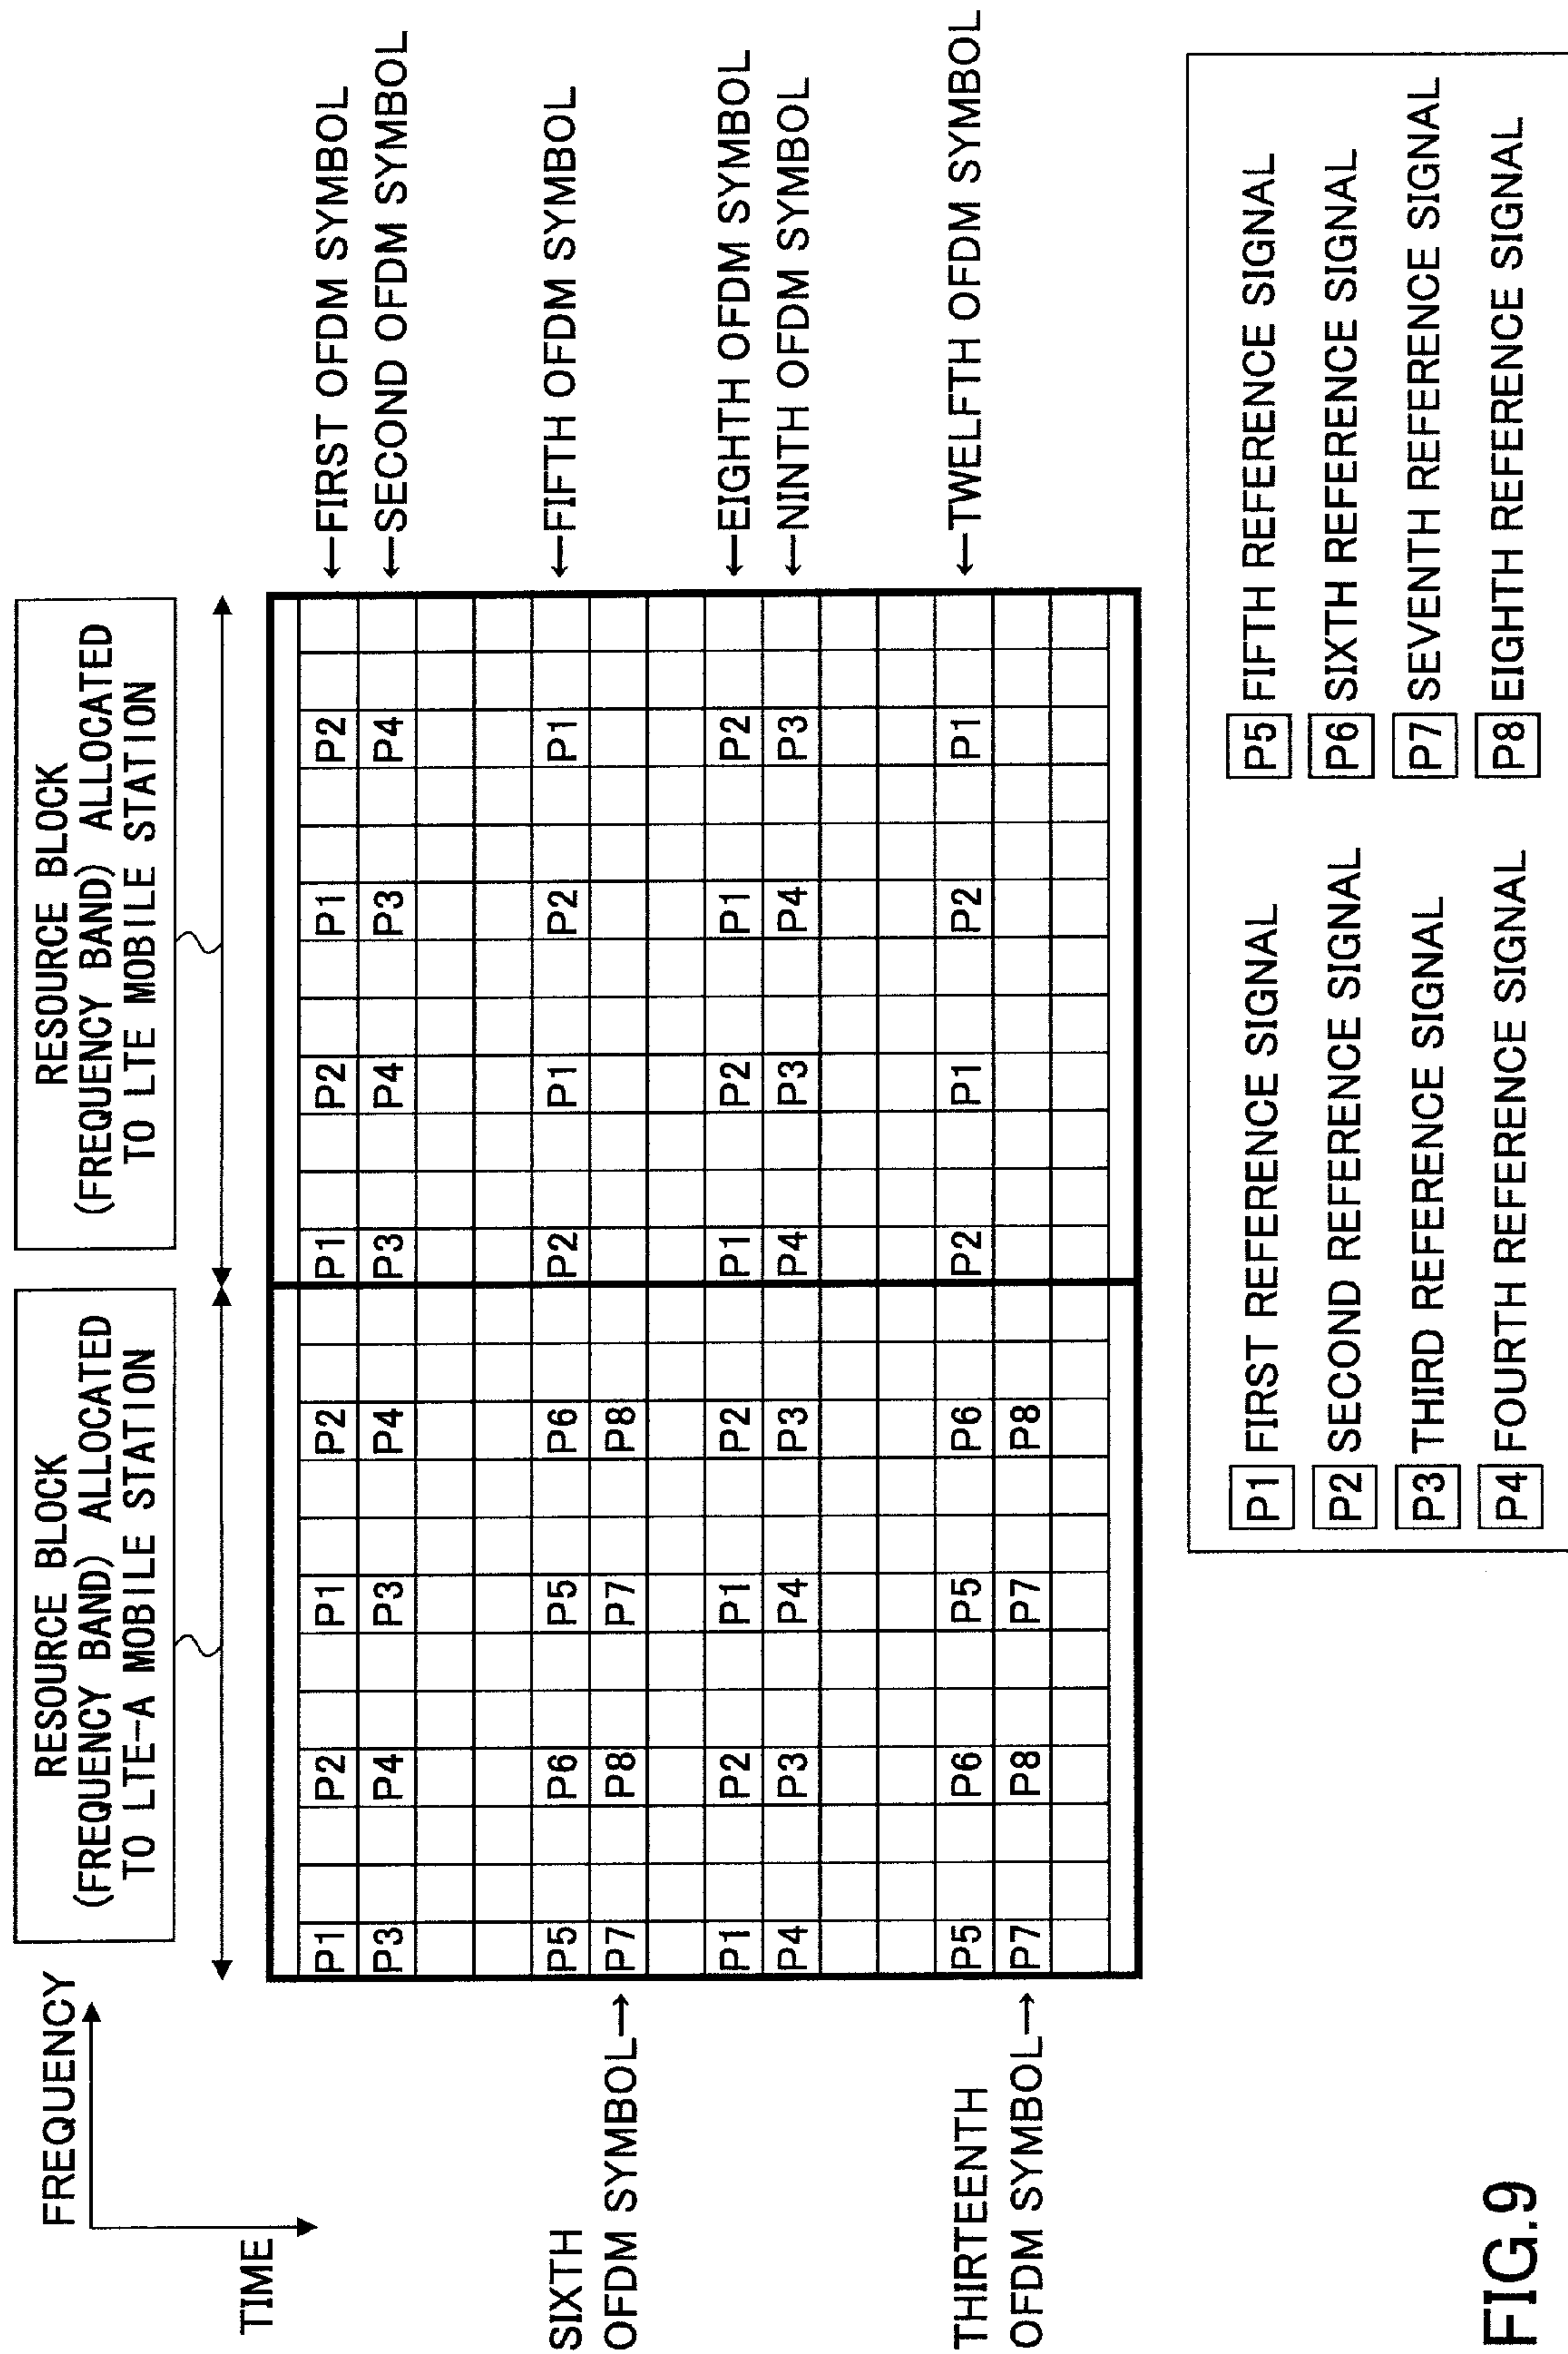 FREQUENCY
TIME
RESOURCE BLOCK
(FREQUENCY BAND) ALLOCATED
TO LTE-A MOBILE STATION
RESOURCE BLOCK
(FREQUENCY BAND) ALLOCATED
TO LTE MOBILE STATION
P1 P2 P1 P2 P1 P2 P1 P2 ←FIRST OFDM SYMBOL
P3 P4 P3 P4 P3 P4 P3 P4 ←SECOND OFDM SYMBOL
P5 P6 P5 P6 P2 P1 P2 P1 ←FIFTH OFDM SYMBOL
SIXTH
OFDM SYMBOL→ P7 P8 P7 P8
P1 P2 P1 P2 P1 P2 P1 P2 ←EIGHTH OFDM SYMBOL
P4 P3 P4 P3 P4 P3 P4 P3 ←NINTH OFDM SYMBOL
P5 P6 P5 P6 P2 P1 P2 P1 ←TWELFTH OFDM SYMBOL
THIRTEENTH
OFDM SYMBOL→ P7 P8 P7 P8
P1 FIRST REFERENCE SIGNAL
P2 SECOND REFERENCE SIGNAL
P3 THIRD REFERENCE SIGNAL
P4 FOURTH REFERENCE SIGNAL
P5 FIFTH REFERENCE SIGNAL
P6 SIXTH REFERENCE SIGNAL
P7 SEVENTH REFERENCE SIGNAL
P8 EIGHTH REFERENCE SIGNAL
FIG.9